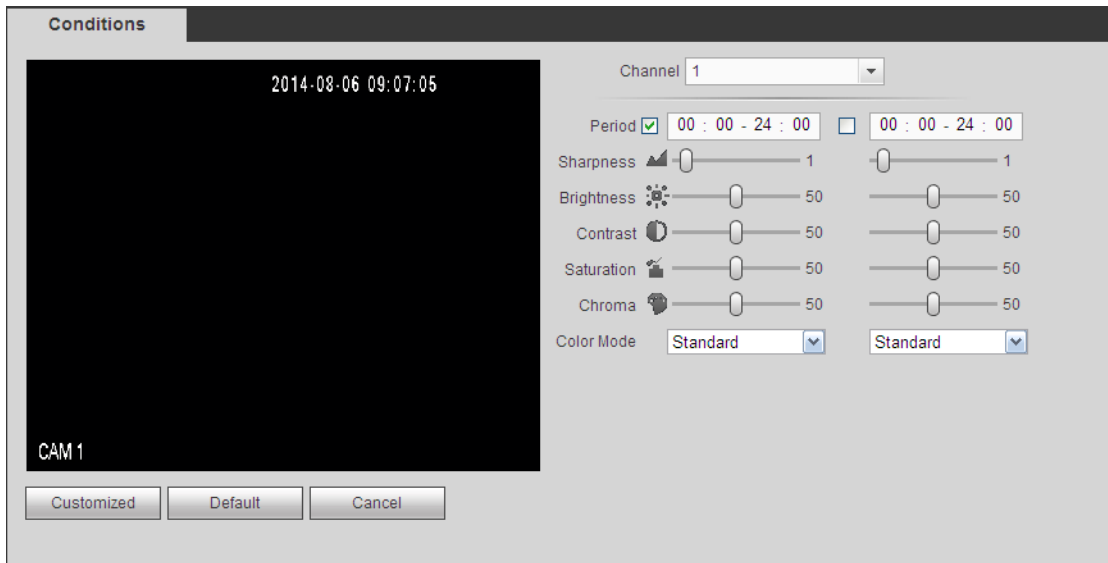 Conditions
2014-08-06 09:07:05
CAM 1
Customized Default Cancel
Channel 1
Period 00 : 00 - 24 : 00 00 : 00 - 24 : 00
Sharpness 1 1
Brightness 50 50
Contrast 50 50
Saturation 50 50
Chroma 50 50
Color Mode Standard Standard